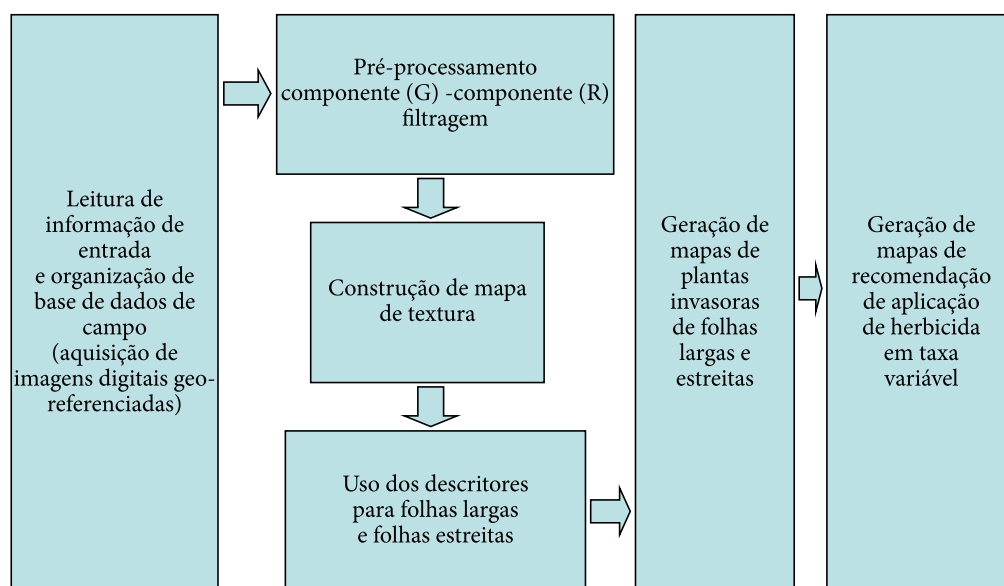 Leitura de
informação de
entrada
e organização de
base de dados de
campo
(aquisição de
imagens digitais geo-
referenciadas)
Pré-processamento
componente (G) -componente (R)
filtragem
Construção de mapa
de textura
Uso dos descritores
para folhas largas
e folhas estreitas
Geração de
mapas de
plantas
invasoras
de folhas
largas e
estreitas
Geração de
mapas de
recomendação
de aplicação
de herbicida
em taxa
variável